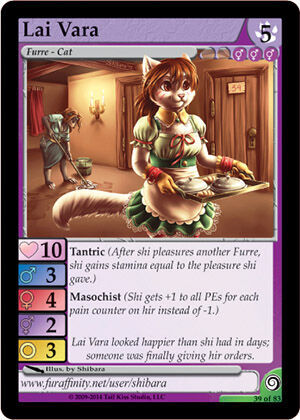 Lai Vara
5
Furre - Cat
54
10
Tantric (After shi pleasures another Furre,
shi gains stamina equal to the pleasure shi
gave.)
3
Masochist (Shi gets +1 to all PEs for each
pain counter on hir instead of -1.)
4
2
Lai Vara looked happier than shi had in days;
someone was finally giving hir orders.
3
Illus. by Shibara
www.furaffinity.net/user/shibara
39 of 83
© 2009-2014 Tail Kiss Studio, LLC